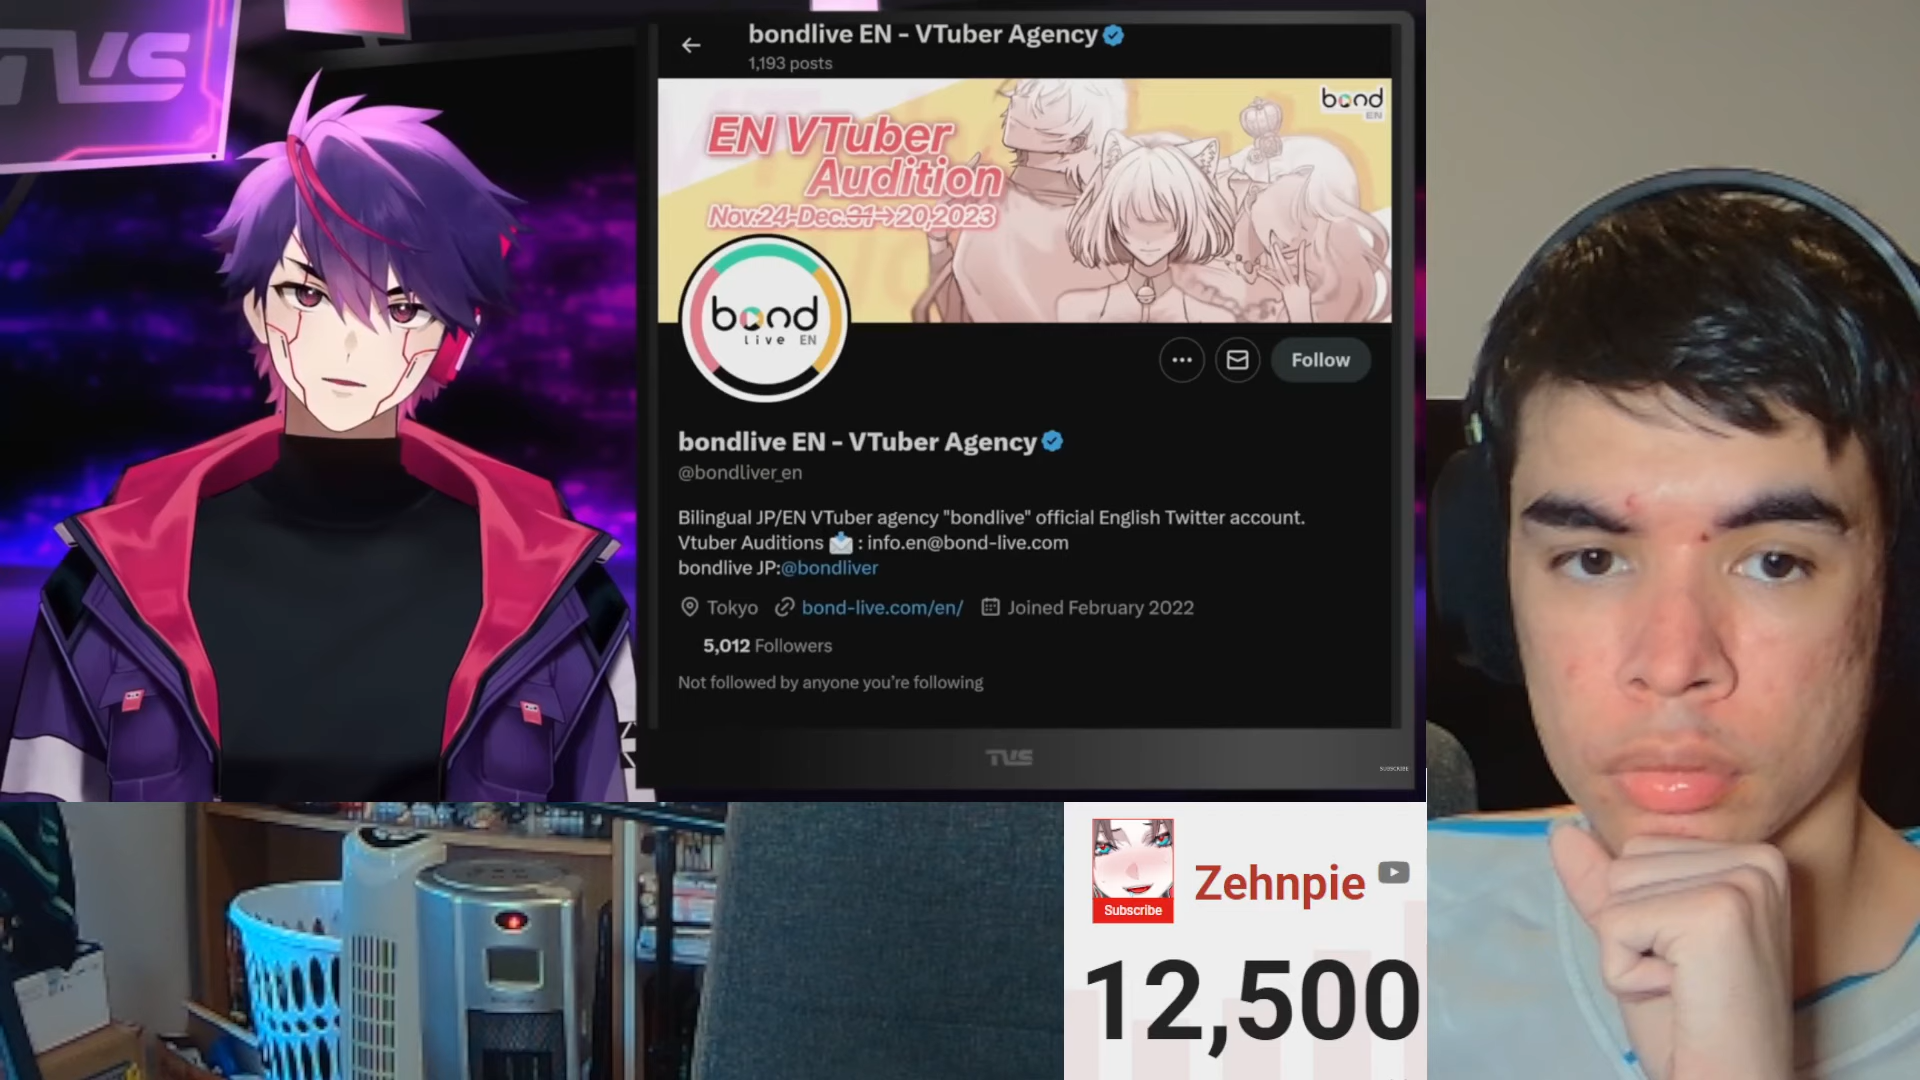 TVS
bondlive EN - VTuber Agency
1,193 posts
EN VTuber
Audition
Nov.24-Dec.31→20,2023
bond
EN
bond
live EN
Follow
bondlive EN - VTuber Agency
@bondliver_en
Bilingual JP/EN VTuber agency "bondlive" official English Twitter account.
Vtuber Auditions 📩 : info.en@bond-live.com
bondlive JP:@bondliver
Tokyo bond-live.com/en/ Joined February 2022
5,012 Followers
Not followed by anyone you're following
TVS
SUBSCRIBE
Subscribe
Zehnpie
12,500